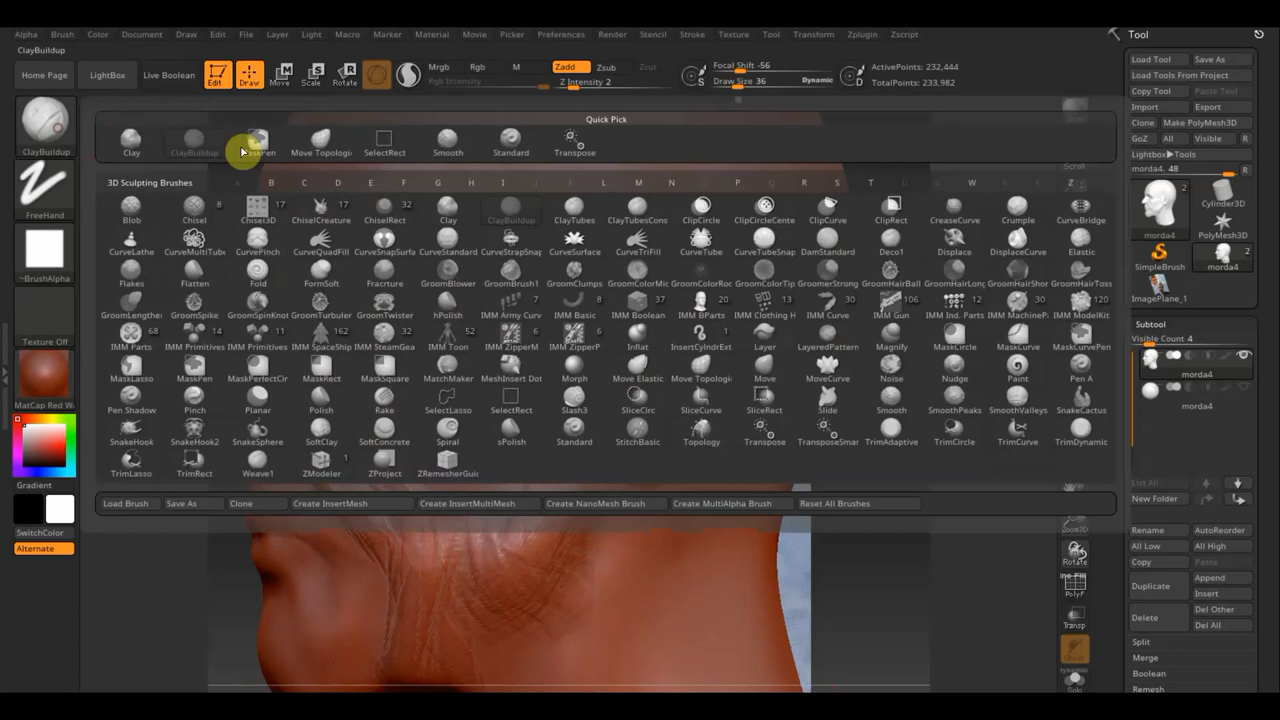 Alpha Brush Color Document Draw Edit File Layer Light Macro Marker Material Movie Picker Preferences Render Stencil Stroke Texture Tool Transform Zplugin Zscript
Tool
ClayBuildup
Home Page LightBox Live Boolean Edit Draw Move Scale Rotate
Mrgb Rgb M Zadd Zsub Zcut
Rgb Intensity Z Intensity 2
Focal Shift -56
Draw Size 36 Dynamic
ActivePoints: 232,444
TotalPoints: 233,982
Load Tool Save As
Load Tools From Project
Copy Tool Paste Tool
Import Export
Clone Make PolyMesh3D
GoZ All Visible R
Lightbox▶Tools
morda4. 48 R
morda4 2 Cylinder3D
PolyMesh3D
SimpleBrush morda4 2
ImagePlane_1
Subtool
Visible Count 4
morda4
morda4
List All
New Folder
Rename AutoReorder
All Low All High
Copy Paste
Duplicate Append
Insert
Delete Del Other
Del All
Split
Merge
Boolean
Remesh
ClayBuildup
FreeHand
~BrushAlpha
Texture Off
MatCap Red Wa
Gradient
SwitchColor
Alternate
Quick Pick
Clay ClayBuildup MaskPen Move Topologi SelectRect Smooth Standard Transpose
3D Sculpting Brushes A B C D E F G H I J L M N O P Q R S T U W Z
Blob Chisel 8 Chisel3D 17 ChiselCreature 17 ChiselRect 32 Clay ClayBuildup ClayTubes ClayTubesCons ClipCircle ClipCircleCente ClipCurve ClipRect CreaseCurve Crumple CurveBridge
CurveLathe CurveMultiTube CurvePinch CurveQuadFill CurveSnapSurfa CurveStandard CurveStrapSnap CurveSurface CurveTriFill CurveTube CurveTubeSnap DamStandard Deco1 Displace DisplaceCurve Elastic
Flakes Flatten Fold FormSoft Fracture GroomBlower GroomBrush1 GroomClumps GroomColorMic GroomColorRoo GroomerStrong GroomHairBall GroomHairLong GroomHairShor GroomHairToss
GroomLengthen GroomSpike GroomSpinKnot GroomTurbuler GroomTwister hPolish IMM Army Curv 7 IMM Basic 8 IMM Boolean 37 IMM BParts 20 IMM Clothing H 13 IMM Curve 30 IMM Gun 106 IMM Ind. Parts 12 IMM MachinePa 30 IMM ModelKit 120
IMM Parts 68 IMM Primitives 14 IMM Primitives 11 IMM SpaceShip 162 IMM SteamGea 32 IMM Toon 52 IMM ZipperM 6 IMM ZipperP 6 Inflat InsertCylndrExt 1 Layer LayeredPattern Magnify MaskCircle MaskCurve MaskCurvePen
MaskLasso MaskPen MaskPerfectCir MaskRect MaskSquare MatchMaker MeshInsert Dot Morph Move Elastic Move Topologi Move MoveCurve Noise Nudge Paint Pen A
Pen Shadow Pinch Planar Polish Rake SelectLasso SelectRect Slash3 SliceCirc SliceCurve SliceRect Slide Smooth SmoothPeaks SmoothValleys SnakeCactus
SnakeHook SnakeHook2 SnakeSphere SoftClay SoftConcrete Spiral sPolish Standard StitchBasic Topology Transpose TransposeSmar TrimAdaptive TrimCircle TrimCurve TrimDynamic
TrimLasso TrimRect Weave1 ZModeler 1 ZProject ZRemesherGuid
Load Brush Save As Clone Create InsertMesh Create InsertMultiMesh Create NanoMesh Brush Create MultiAlpha Brush Reset All Brushes
Scroll
Zoom3D
Rotate
PolyF
Transp
Dynamic
Solo